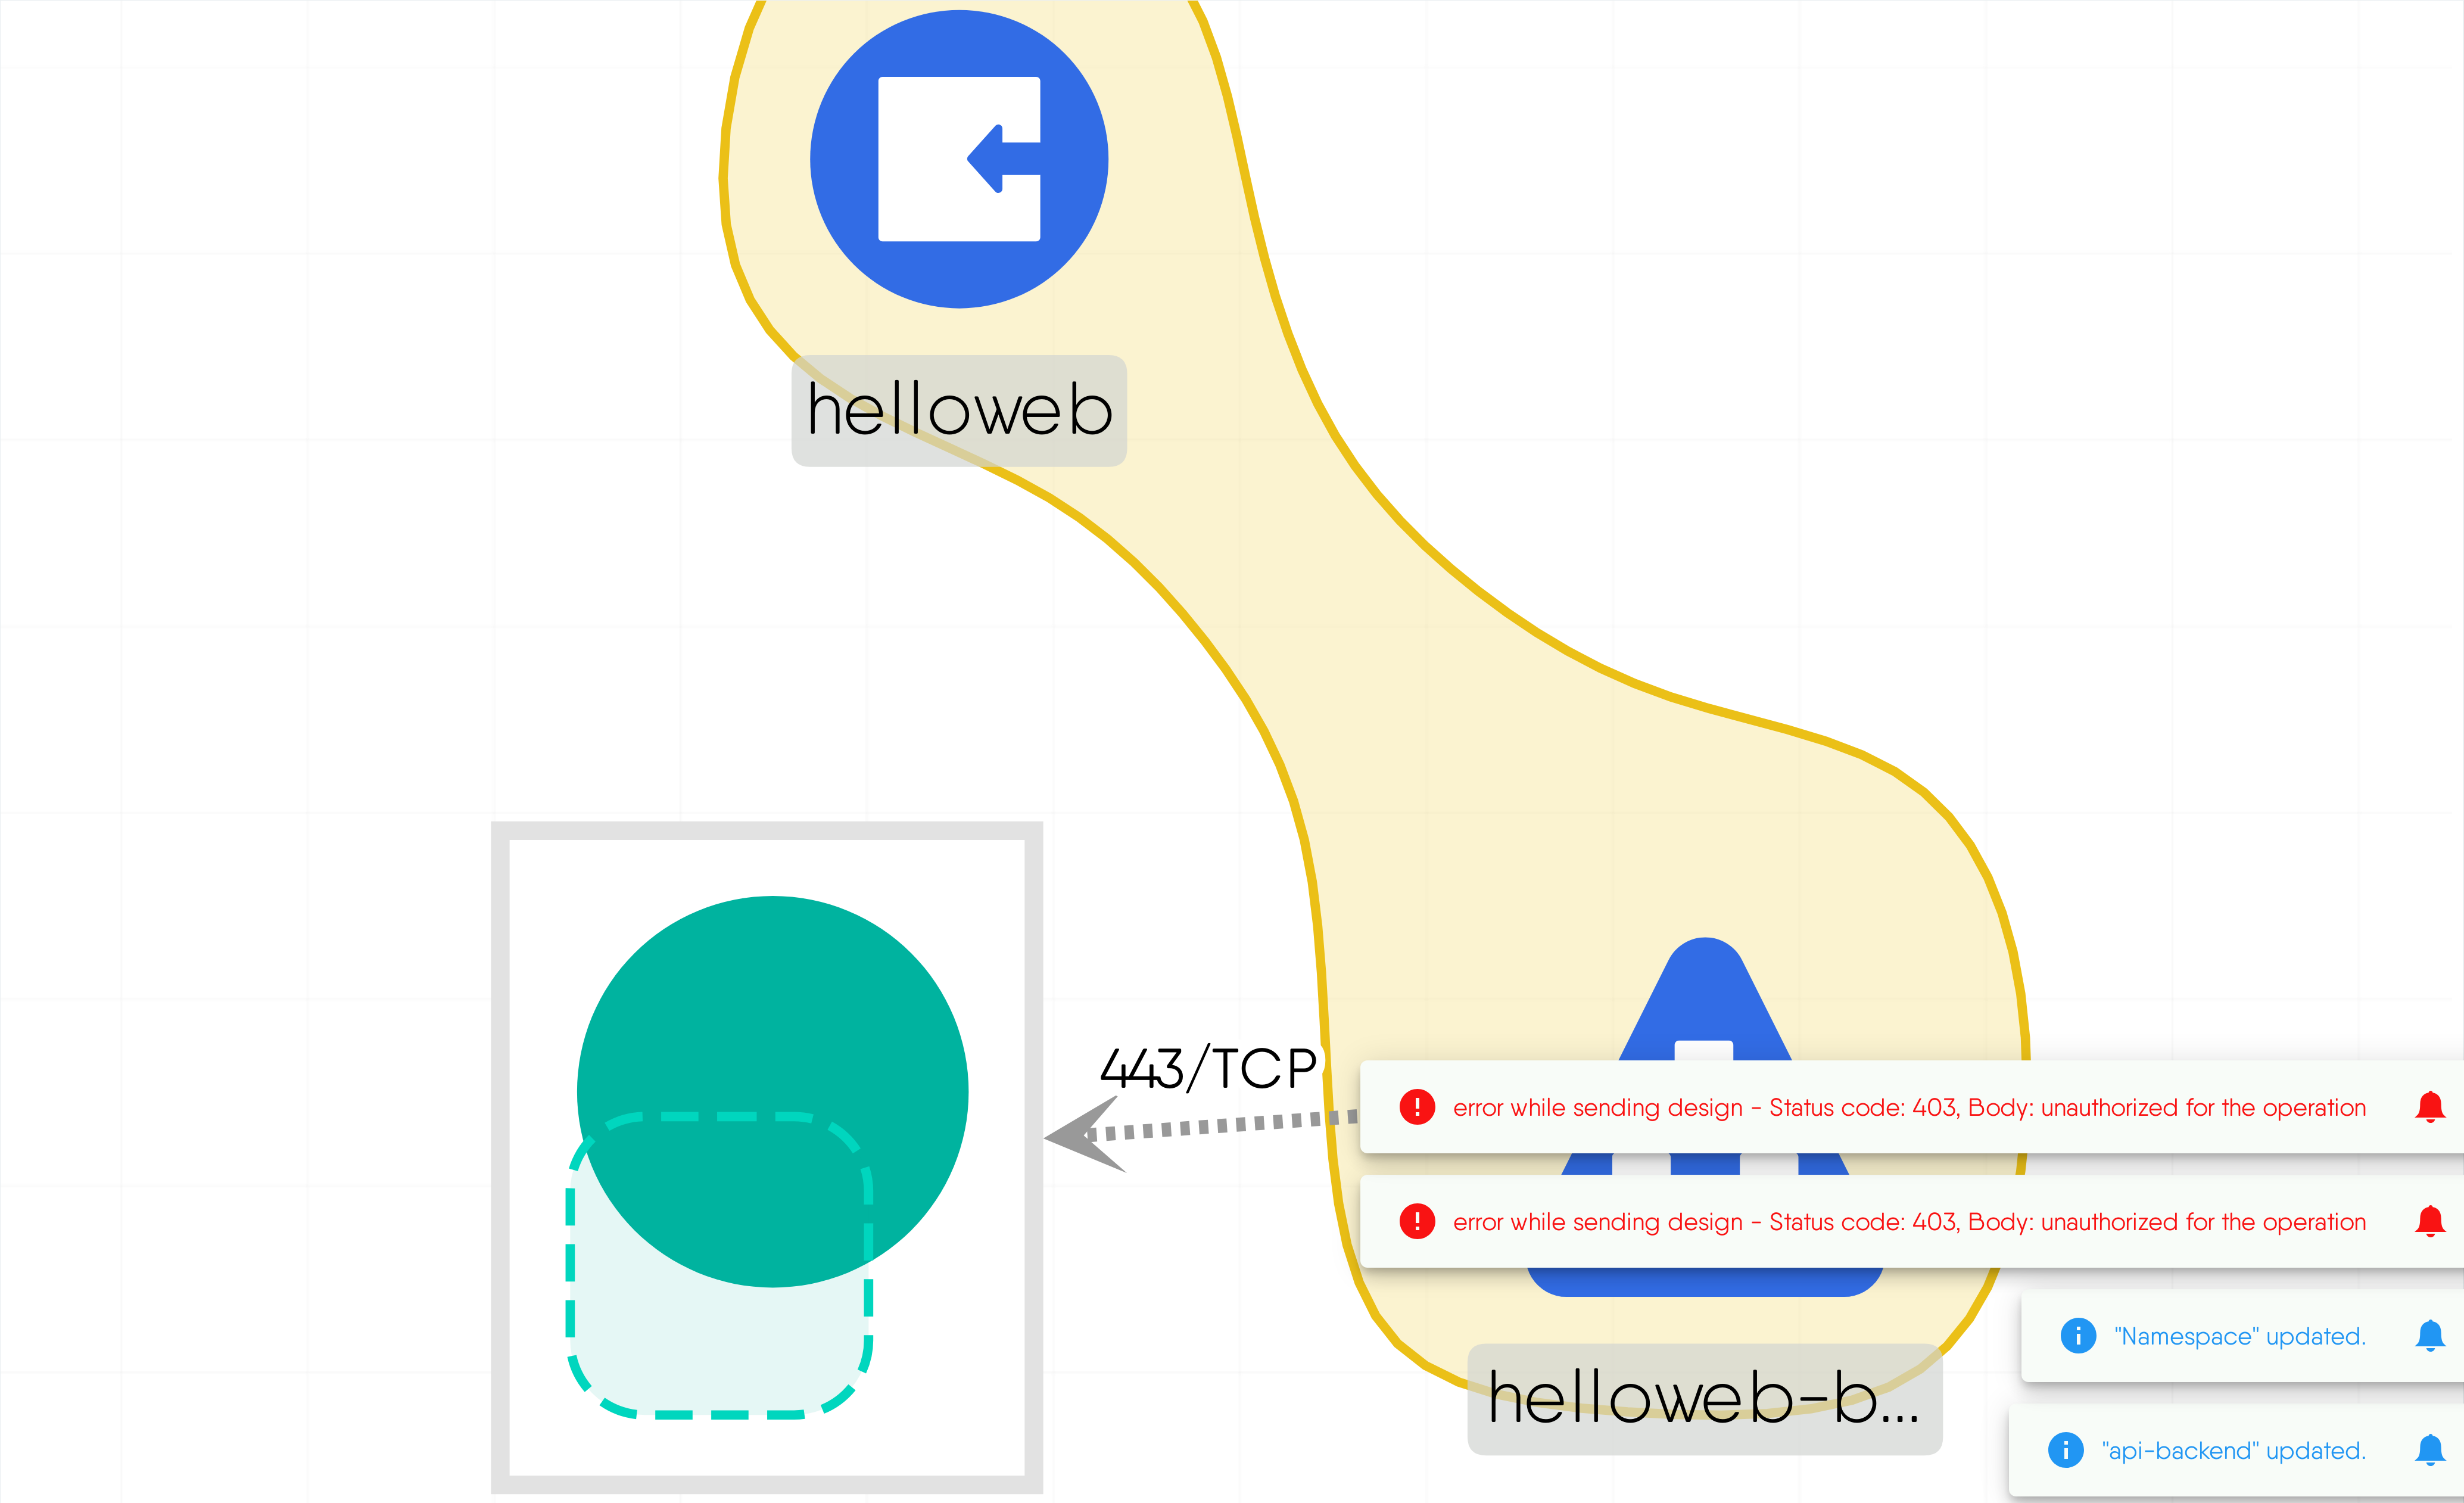 helloweb
443/TCP
error while sending design - Status code: 403, Body: unauthorized for the operation
error while sending design - Status code: 403, Body: unauthorized for the operation
"Namespace" updated.
helloweb-b...
"api-backend" updated.